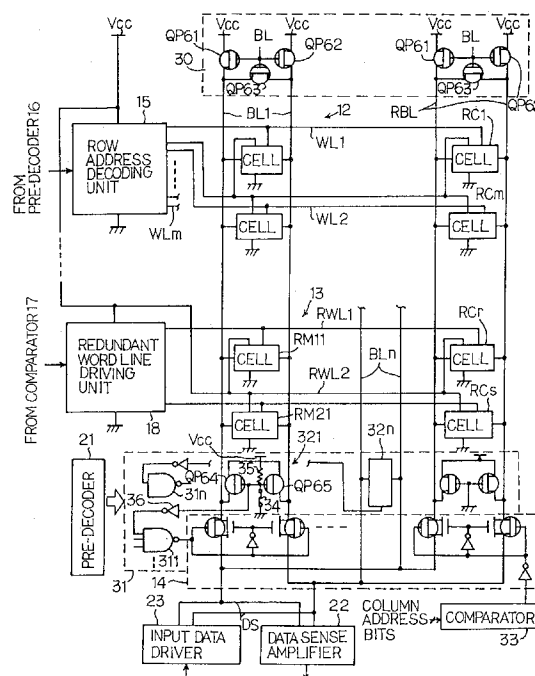 Vcc
Vcc
Vcc
Vcc
Vcc
QP61
BL
QP62
QP61
BL
30
QP63
QP63
QP62
BL1
RBL
15
12
RC1
FROM PRE-DECODER 16
ROW ADDRESS DECODING UNIT
WL1
CELL
CELL
RCm
WL2
CELL
CELL
WLm
13
RWL1
RCr
FROM COMPARATOR 17
REDUNDANT WORD LINE DRIVING UNIT
CELL
RM11
BLn
CELL
RWL2
RCs
CELL
CELL
18
RM21
21
Vcc
321
32n
PRE-DECODER
QP64
35
36
31n
34
QP65
311
31
14
23
DS
22
INPUT DATA DRIVER
DATA SENSE AMPLIFIER
COLUMN ADDRESS BITS
COMPARATOR
33